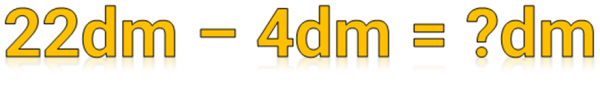 22dm – 4dm = ?dm